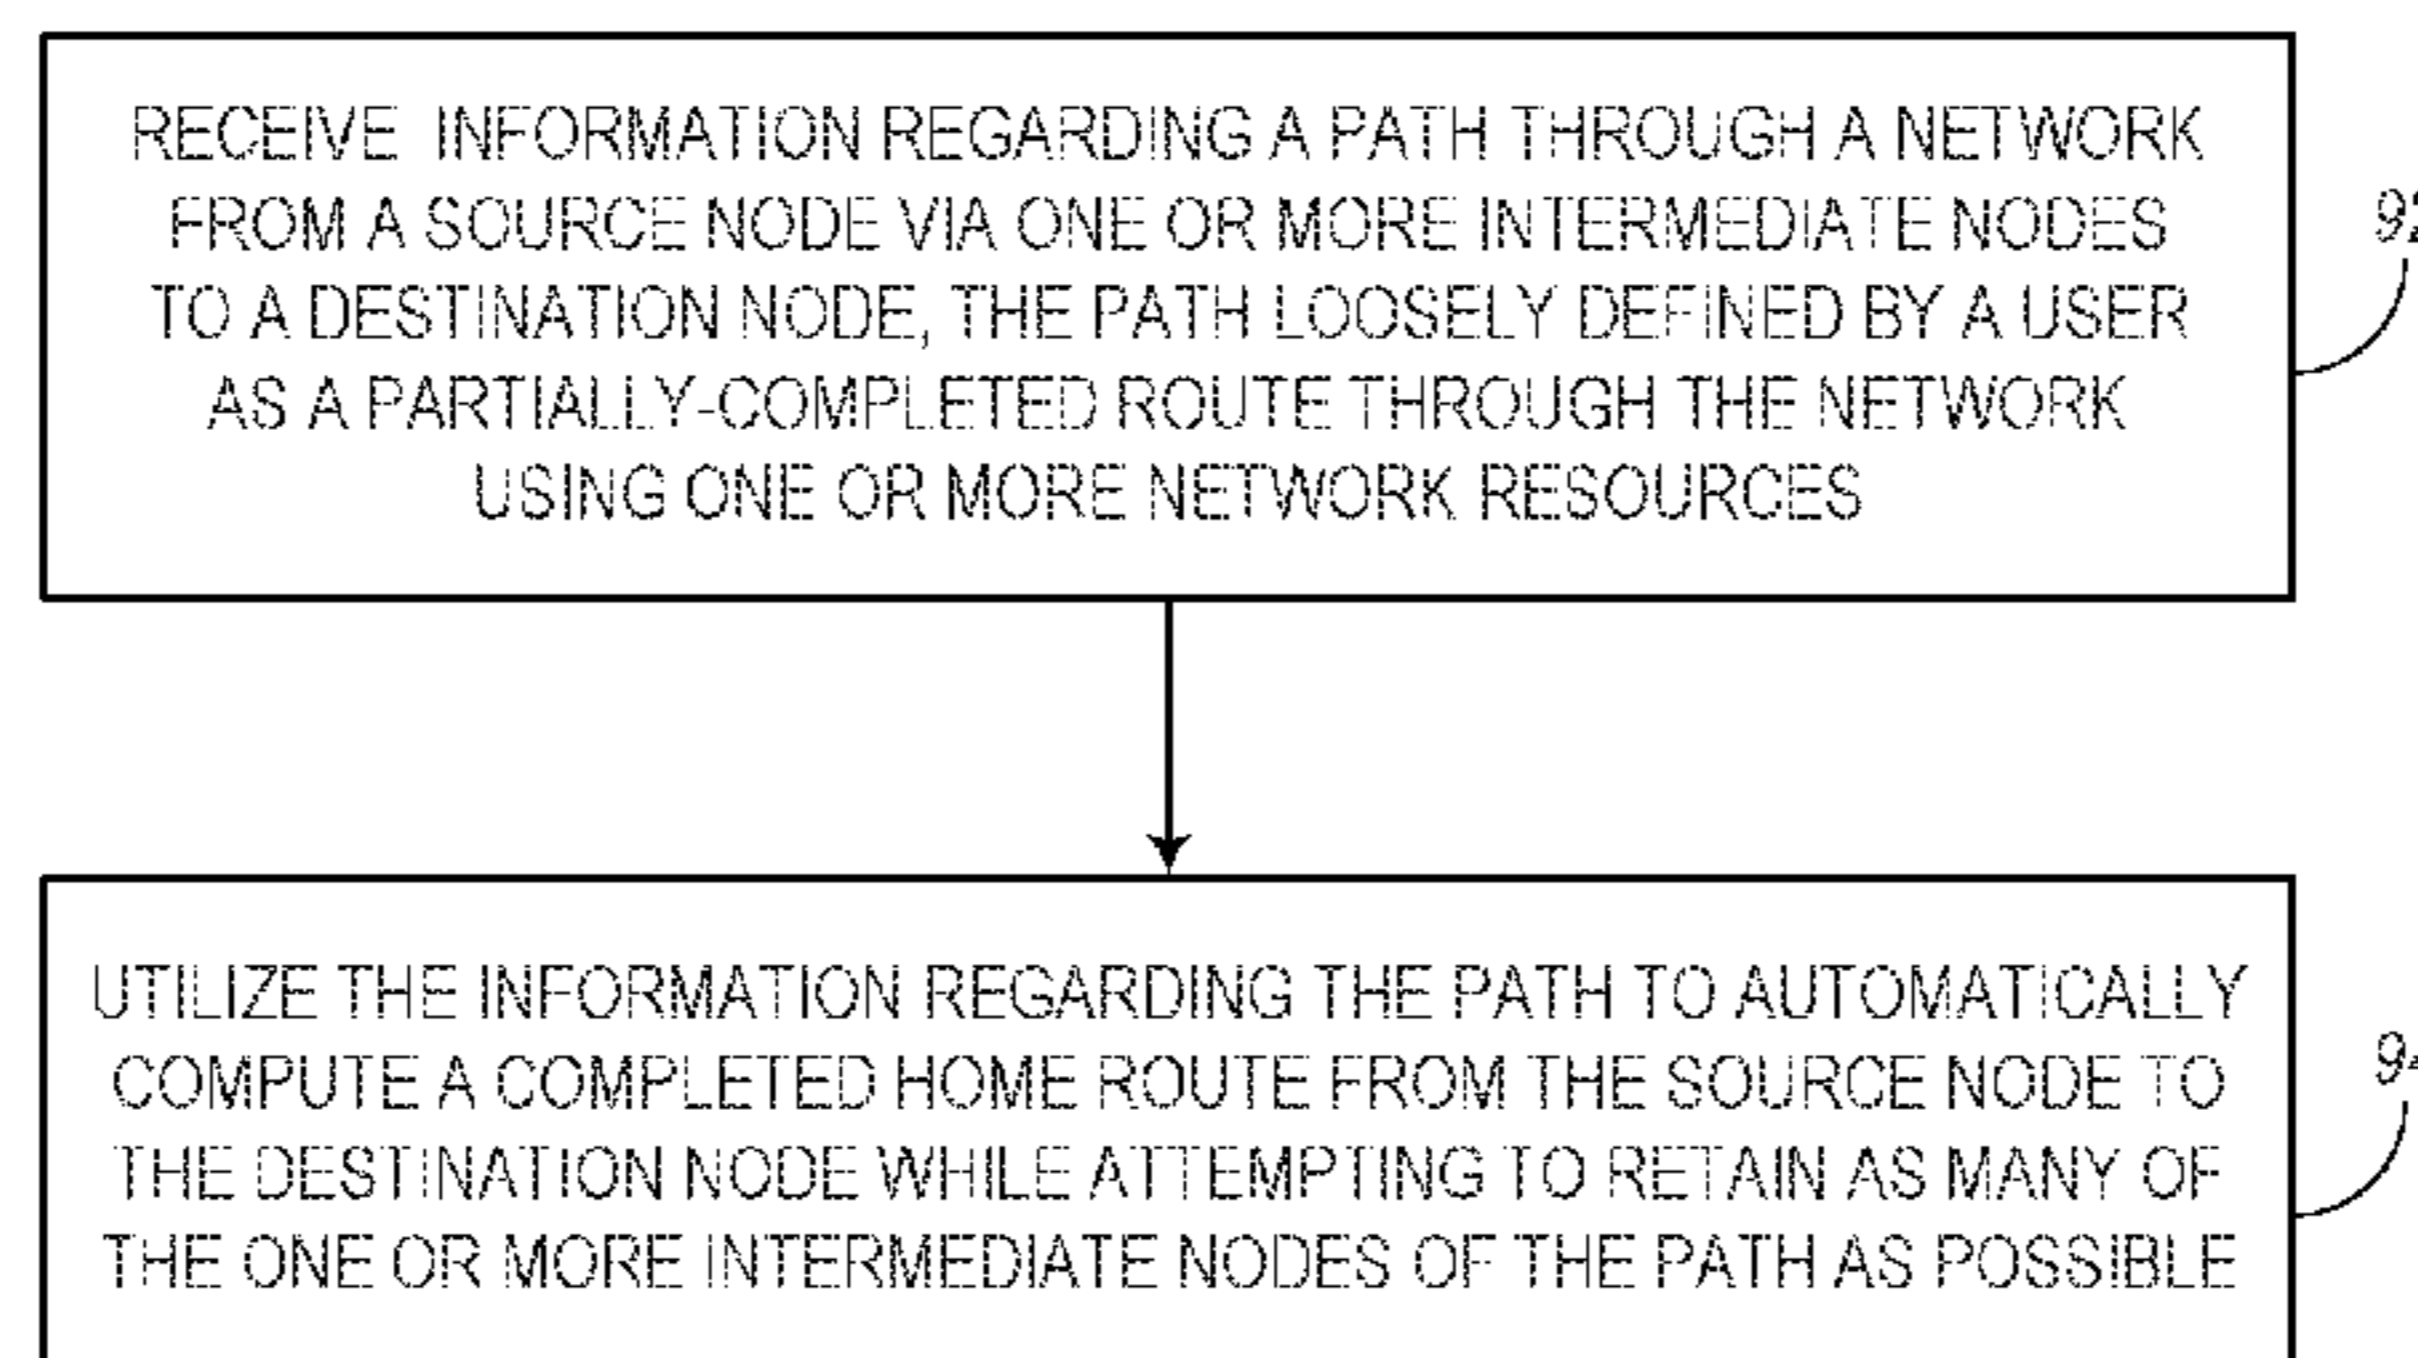 RECEIVE INFORMATION REGARDING A PATH THROUGH A NETWORK
FROM A SOURCE NODE VIA ONE OR MORE INTERMEDIATE NODES
TO A DESTINATION NODE, THE PATH LOOSELY DEFINED BY A USER
AS A PARTIALLY-COMPLETED ROUTE THROUGH THE NETWORK
USING ONE OR MORE NETWORK RESOURCES
UTILIZE THE INFORMATION REGARDING THE PATH TO AUTOMATICALLY
COMPUTE A COMPLETED HOME ROUTE FROM THE SOURCE NODE TO
THE DESTINATION NODE WHILE ATTEMPTING TO RETAIN AS MANY OF
THE ONE OR MORE INTERMEDIATE NODES OF THE PATH AS POSSIBLE